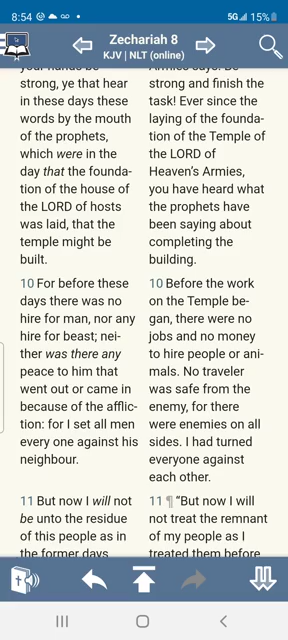 8:54
5G 15%
Zechariah 8
KJV | NLT (online)
your hands be
strong, ye that hear
in these days these
words by the mouth
of the prophets,
which were in the
day that the founda-
tion of the house of
the LORD of hosts
was laid, that the
temple might be
built.
10 For before these
days there was no
hire for man, nor any
hire for beast; nei-
ther was there any
peace to him that
went out or came in
because of the afflic-
tion: for I set all men
every one against his
neighbour.
11 But now I will not
be unto the residue
of this people as in
the former days
Armies says: Be
strong and finish the
task! Ever since the
laying of the founda-
tion of the Temple of
the LORD of
Heaven's Armies,
you have heard what
the prophets have
been saying about
completing the
building.
10 Before the work
on the Temple be-
gan, there were no
jobs and no money
to hire people or ani-
mals. No traveler
was safe from the
enemy, for there
were enemies on all
sides. I had turned
everyone against
each other.
11 ¶ “But now I will
not treat the remnant
of my people as I
treated them before